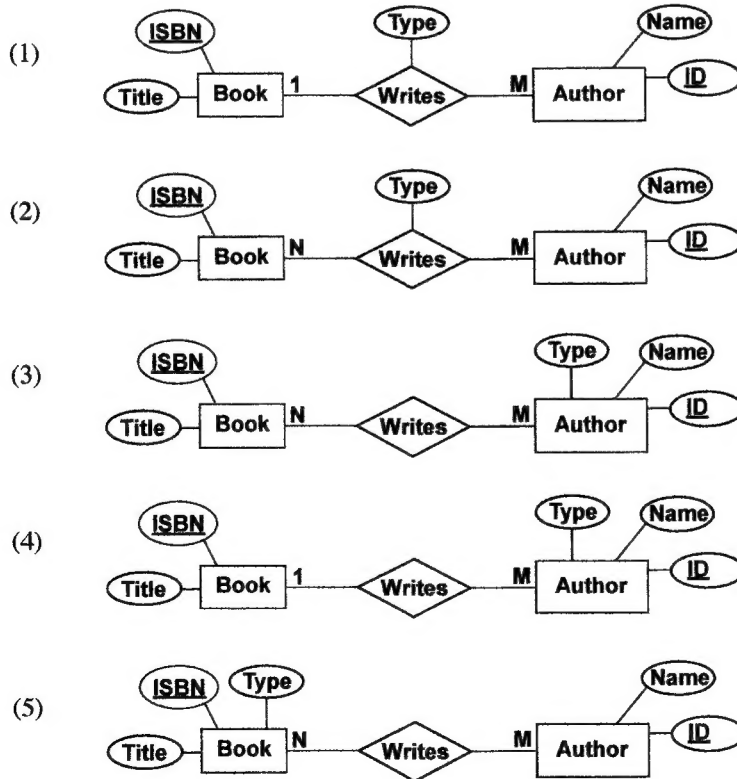 (1) ISBN Type Name
Title Book 1 Writes M Author ID
(2) ISBN Type Name
Title Book N Writes M Author ID
(3) ISBN Type Name
Title Book N Writes M Author ID
(4) ISBN Type Name
Title Book 1 Writes M Author ID
(5) ISBN Type Name
Title Book N Writes M Author ID